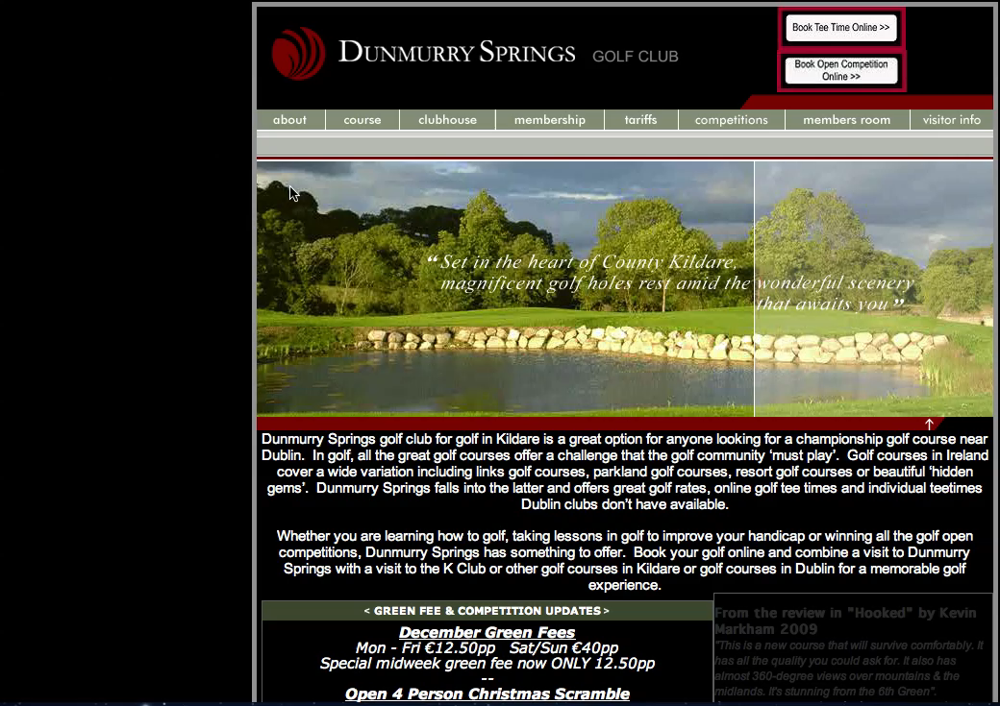 DUNMURRY SPRINGS GOLF CLUB
Book Tee Time Online >>
Book Open Competition
Online >>
about course clubhouse membership tariffs competitions members room visitor info
“ Set in the heart of County Kildare,
magnificent golf holes rest amid the wonderful scenery
that awaits you ”
Dunmurry Springs golf club for golf in Kildare is a great option for anyone looking for a championship golf course near
Dublin. In golf, all the great golf courses offer a challenge that the golf community ‘must play’. Golf courses in Ireland
cover a wide variation including links golf courses, parkland golf courses, resort golf courses or beautiful ‘hidden
gems’. Dunmurry Springs falls into the latter and offers great golf rates, online golf tee times and individual teetimes
Dublin clubs don’t have available.
Whether you are learning how to golf, taking lessons in golf to improve your handicap or winning all the golf open
competitions, Dunmurry Springs has something to offer. Book your golf online and combine a visit to Dunmurry
Springs with a visit to the K Club or other golf courses in Kildare or golf courses in Dublin for a memorable golf
experience.
< GREEN FEE & COMPETITION UPDATES >
December Green Fees
Mon - Fri €12.50pp Sat/Sun €40pp
Special midweek green fee now ONLY 12.50pp
--
Open 4 Person Christmas Scramble
From the review in "Hooked" by Kevin
Markham 2009
"This is a new course that will survive comfortably. It
has all the quality you could ask for. It also has
almost 360-degree views over mountains & the
midlands. It's stunning from the 6th Green".